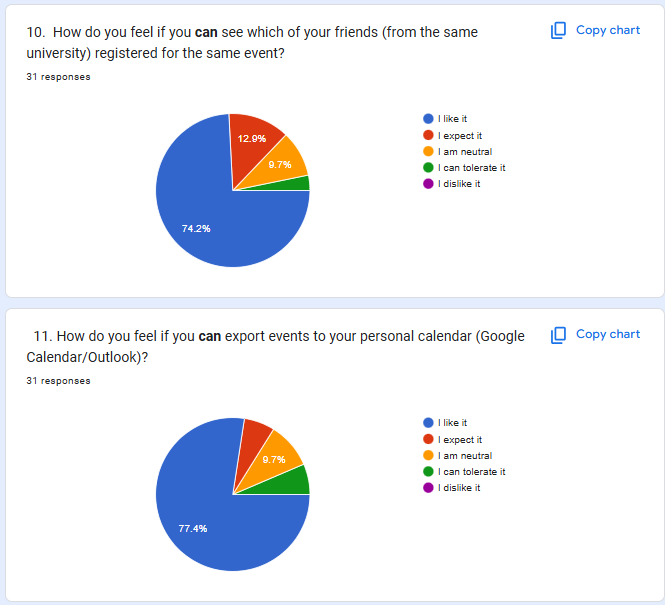 10. How do you feel if you can see which of your friends (from the same
university) registered for the same event?
Copy chart
31 responses
12.9%
9.7%
74.2%
I like it
I expect it
I am neutral
I can tolerate it
I dislike it
11. How do you feel if you can export events to your personal calendar (Google
Calendar/Outlook)?
Copy chart
31 responses
9.7%
77.4%
I like it
I expect it
I am neutral
I can tolerate it
I dislike it